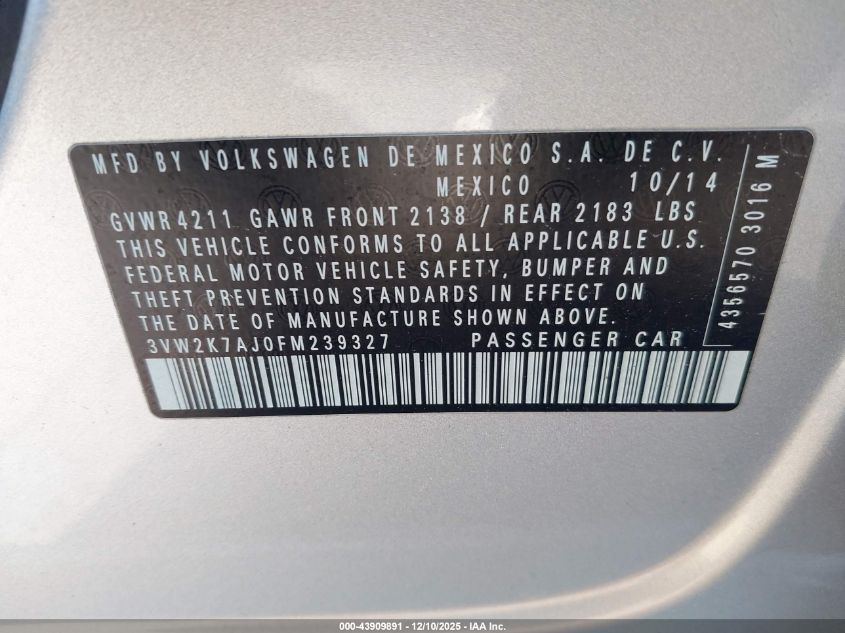 MFD BY VOLKSWAGEN DE MEXICO S.A. DE C.V.
MEXICO 10/14
GVWR 4211 GAWR FRONT 2138 / REAR 2183 LBS
THIS VEHICLE CONFORMS TO ALL APPLICABLE U.S.
FEDERAL MOTOR VEHICLE SAFETY, BUMPER AND
THEFT PREVENTION STANDARDS IN EFFECT ON
THE DATE OF MANUFACTURE SHOWN ABOVE.
3VW2K7AJ0FM239327 PASSENGER CAR
4356570 3016 M
000-43909891 - 12/10/2025 - IAA Inc.